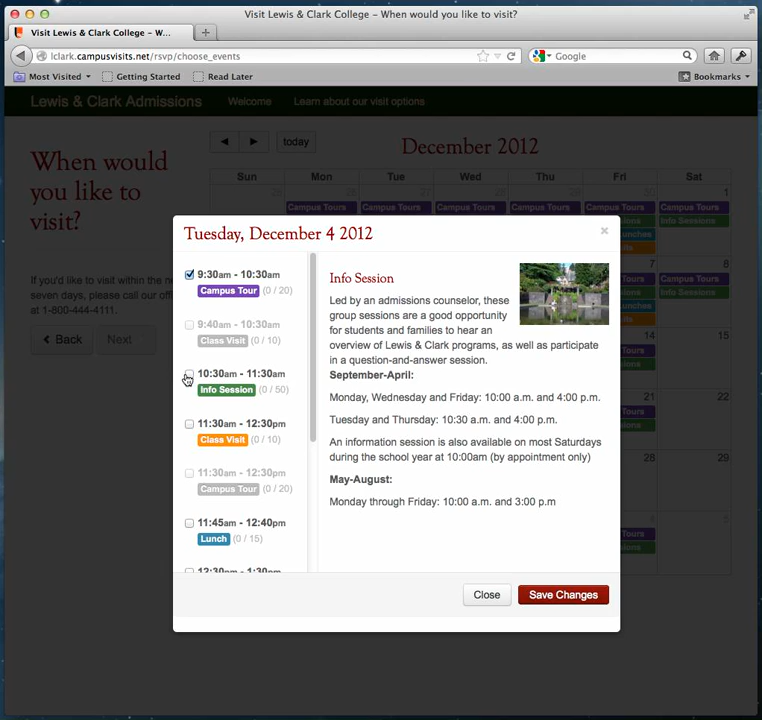 Visit Lewis & Clark College – When would you like to visit?
Visit Lewis & Clark College – W...
lclark.campusvisits.net/rsvp/choose_events
Google
Most Visited
Getting Started
Read Later
Bookmarks
Lewis & Clark Admissions
Welcome
Learn about our visit options
When would
you like to
visit?
today
December 2012
Sun Mon Tue Wed Thu Fri Sat
1
Campus Tours Campus Tours Campus Tours Campus Tours Campus Tours Campus Tours
Info Sessions
8
Campus Tours
Info Sessions
If you'd like to visit within the
seven days, please call our
at 1-800-444-4111.
Back
Next
14 15
21 22
28 29
Tuesday, December 4 2012
×
9:30am - 10:30am
Campus Tour (0 / 20)
9:40am - 10:30am
Class Visit (0 / 10)
10:30am - 11:30am
Info Session (0 / 50)
11:30am - 12:30pm
Class Visit (0 / 10)
11:30am - 12:30pm
Campus Tour (0 / 20)
11:45am - 12:40pm
Lunch (0 / 15)
12:30pm - 1:30pm
Info Session
Led by an admissions counselor, these
group sessions are a good opportunity
for students and families to hear an
overview of Lewis & Clark programs, as well as participate
in a question-and-answer session.
September-April:
Monday, Wednesday and Friday: 10:00 a.m. and 4:00 p.m.
Tuesday and Thursday: 10:30 a.m. and 4:00 p.m.
An information session is also available on most Saturdays
during the school year at 10:00am (by appointment only)
May-August:
Monday through Friday: 10:00 a.m. and 3:00 p.m
Close
Save Changes